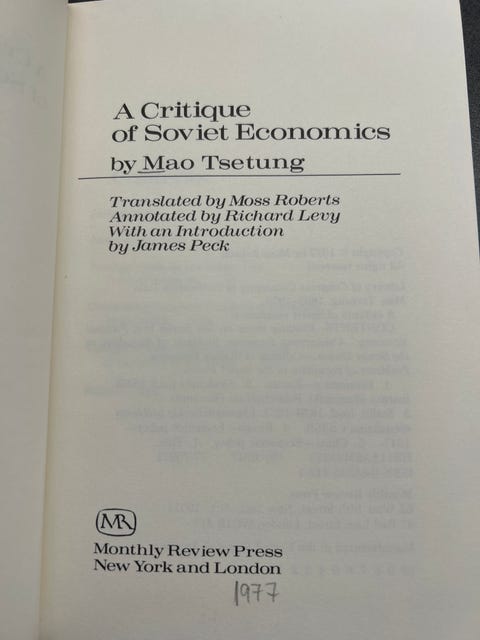 A Critique
of Soviet Economics
by Mao Tsetung
Translated by Moss Roberts
Annotated by Richard Levy
With an Introduction
by James Peck
MR
Monthly Review Press
New York and London
1977